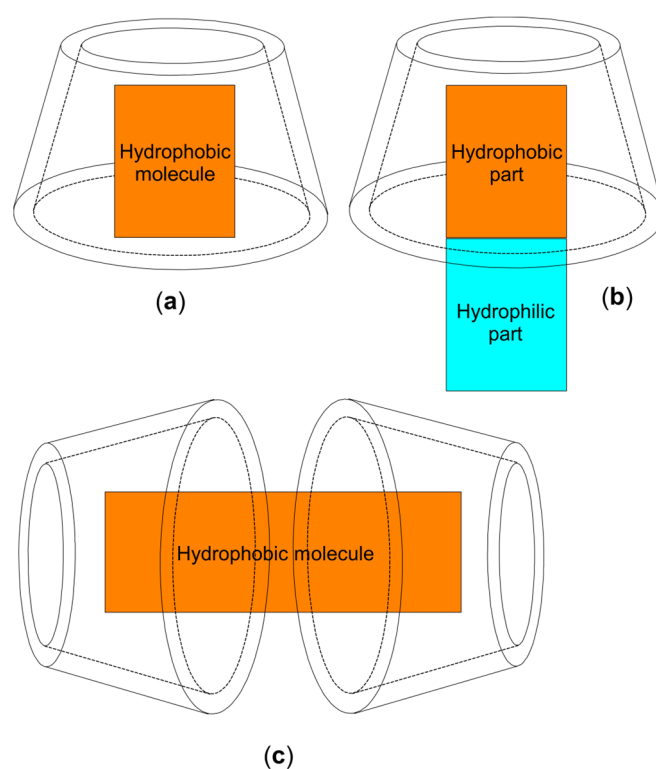 Hydrophobic
molecule
Hydrophobic
part
(a)
(b)
Hydrophilic
part
Hydrophobic molecule
(c)